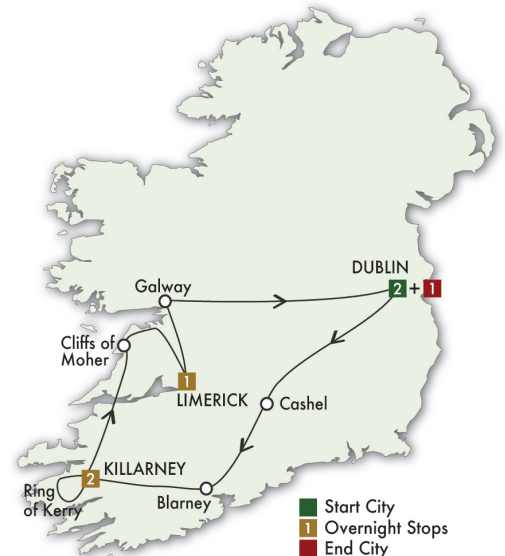 DUBLIN
2 + 1
Galway
Cliffs of
Moher
1
LIMERICK
Cashel
2 KILLARNEY
Ring
of Kerry
Blarney
Start City
1 Overnight Stops
End City